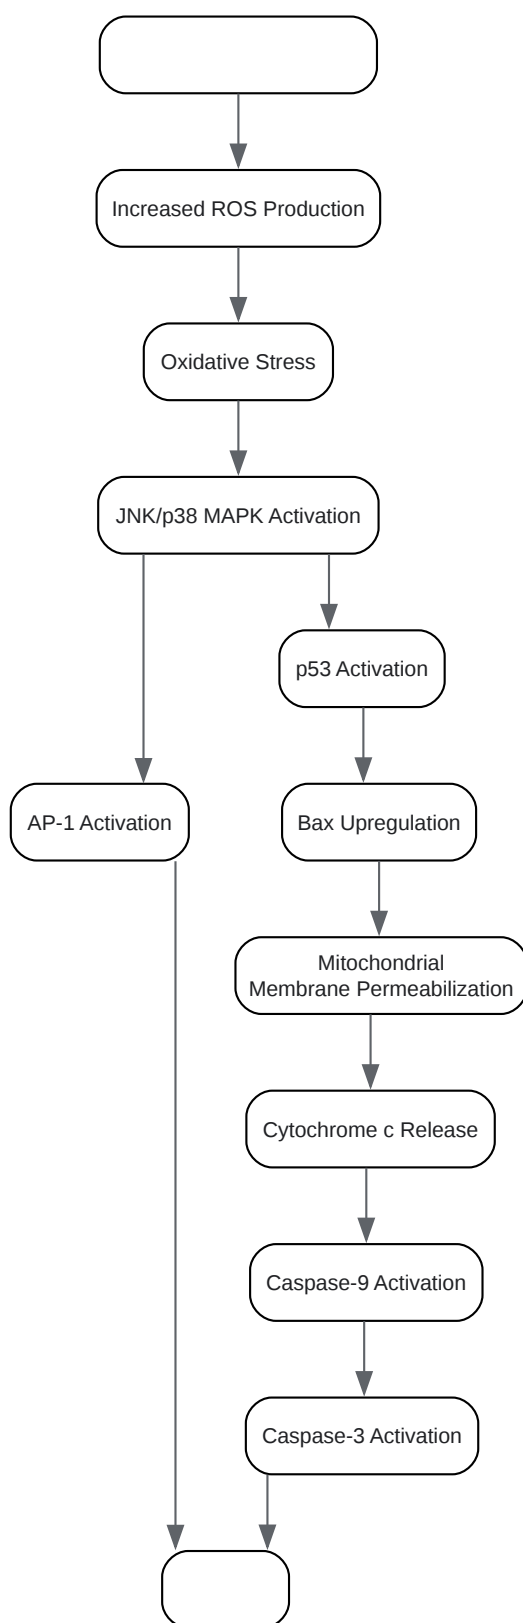 Increased ROS Production
Oxidative Stress
JNK/p38 MAPK Activation
p53 Activation
AP-1 Activation
Bax Upregulation
Mitochondrial
Membrane Permeabilization
Cytochrome c Release
Caspase-9 Activation
Caspase-3 Activation